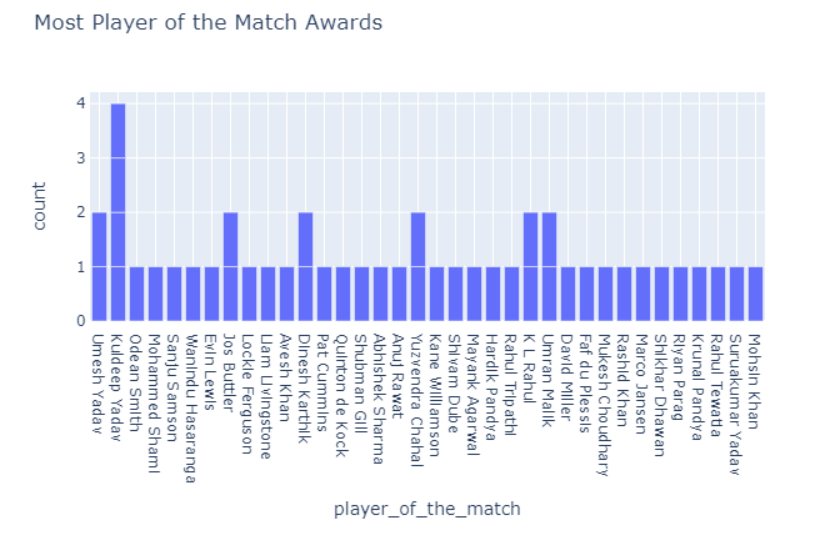 Most Player of the Match Awards
count
4
3
2
1
0
Umesh Yadav
Kuldeep Yadav
Odean Smith
Mohammed Shami
Sanju Samson
Wanindu Hasaranga
Evin Lewis
Jos Buttler
Lockie Ferguson
Liam Livingstone
Avesh Khan
Dinesh Karthik
Pat Cummins
Quinton de Kock
Shubman Gill
Abhishek Sharma
Anuj Rawat
Yuzvendra Chahal
Kane Williamson
Shivam Dube
Mayank Agarwal
Hardik Pandya
Rahul Tripathi
K L Rahul
Umran Malik
David Miller
Faf du Plessis
Mukesh Choudhary
Rashid Khan
Marco Jansen
Shikhar Dhawan
Riyan Parag
Krunal Pandya
Rahul Tewatia
Suruakumar Yadav
Mohsin Khan
player_of_the_match